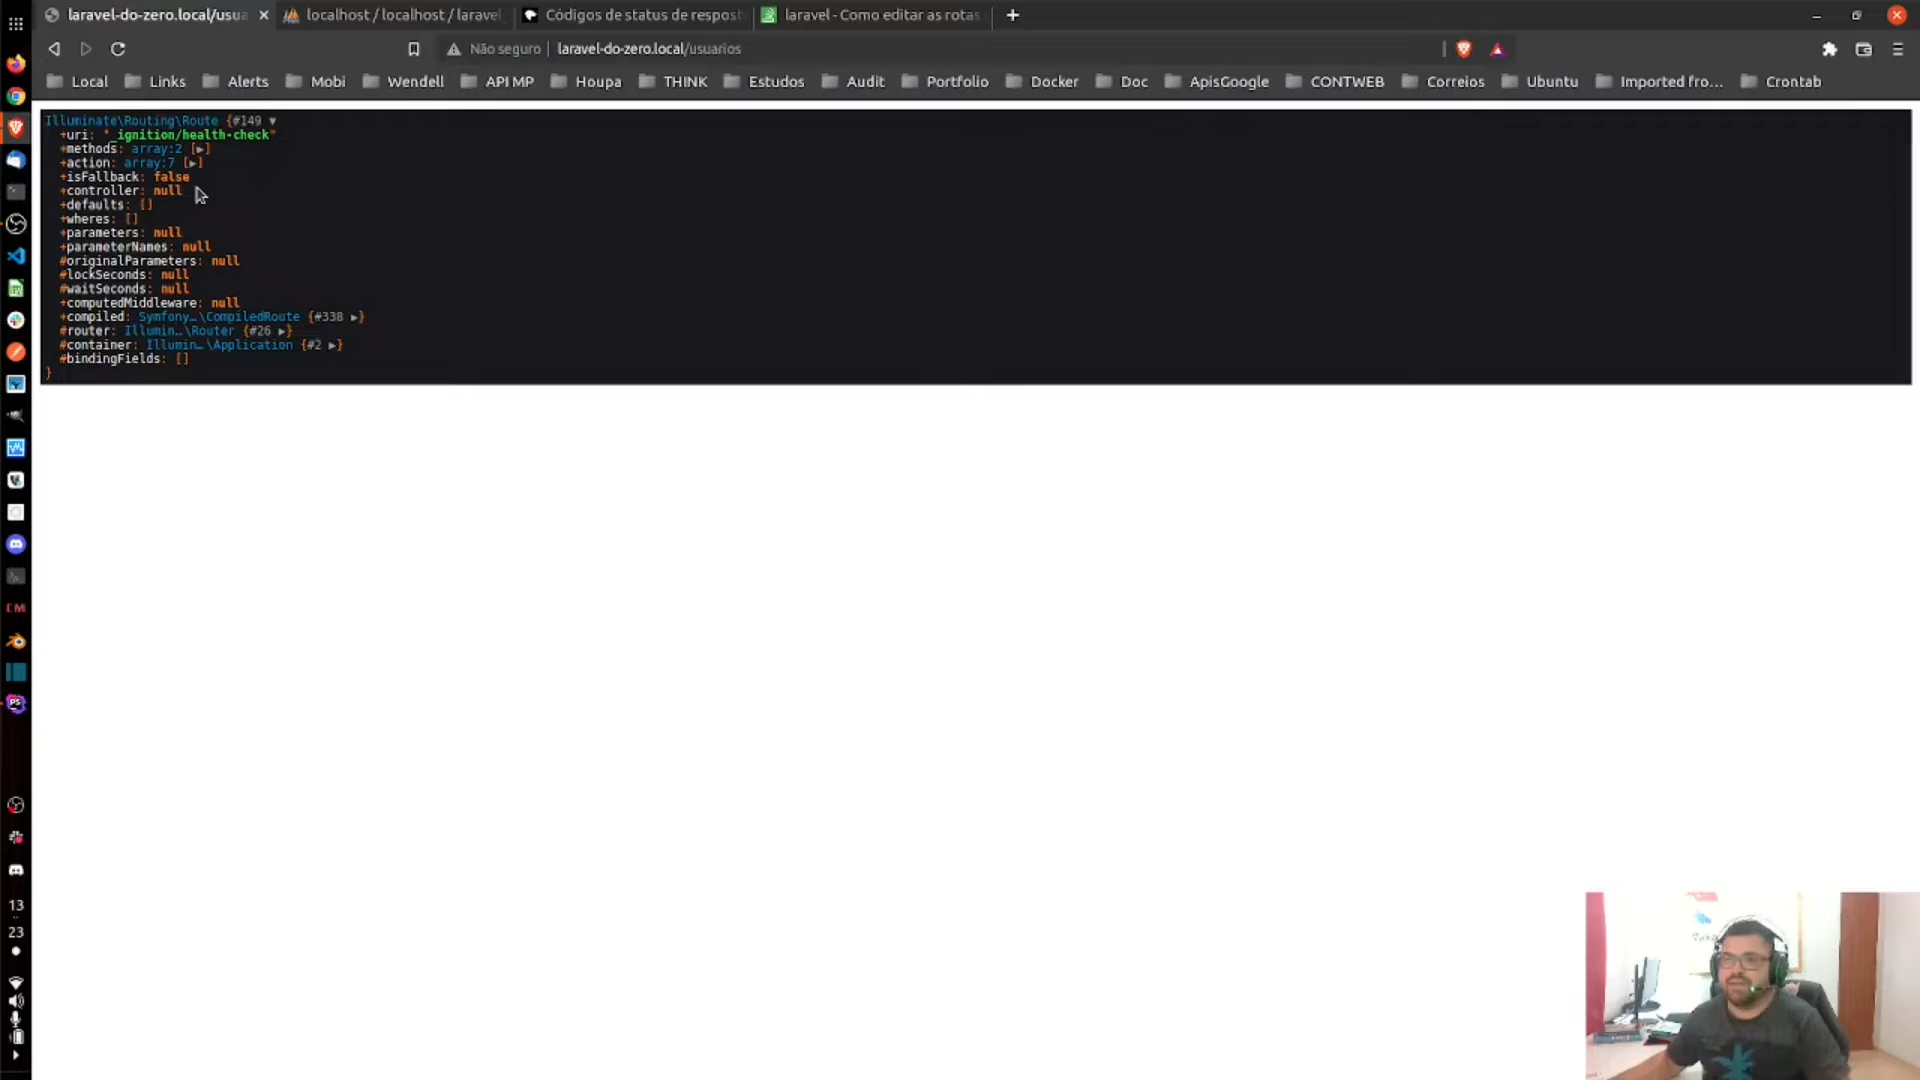 laravel-do-zero.local/usua
localhost / localhost / laravel
Códigos de status de respost
laravel - Como editar as rotas
Não seguro
laravel-do-zero.local/usuarios
Local
Links
Alerts
Mobi
Wendell
API MP
Houpa
THINK
Estudos
Audit
Portfolio
Docker
Doc
ApisGoogle
CONTWEB
Correios
Ubuntu
Imported fro...
Crontab
Illuminate\Routing\Route {#149 ▼
+uri: "_ignition/health-check"
+methods: array:2 [▶]
+action: array:7 [▶]
+isFallback: false
+controller: null
+defaults: []
+wheres: []
+parameters: null
+parameterNames: null
#originalParameters: null
#lockSeconds: null
#waitSeconds: null
+computedMiddleware: null
+compiled: Symfony…\CompiledRoute {#338 ▶}
#router: Illumin…\Router {#26 ▶}
#container: Illumin…\Application {#2 ▶}
#bindingFields: []
}
PS
13
23